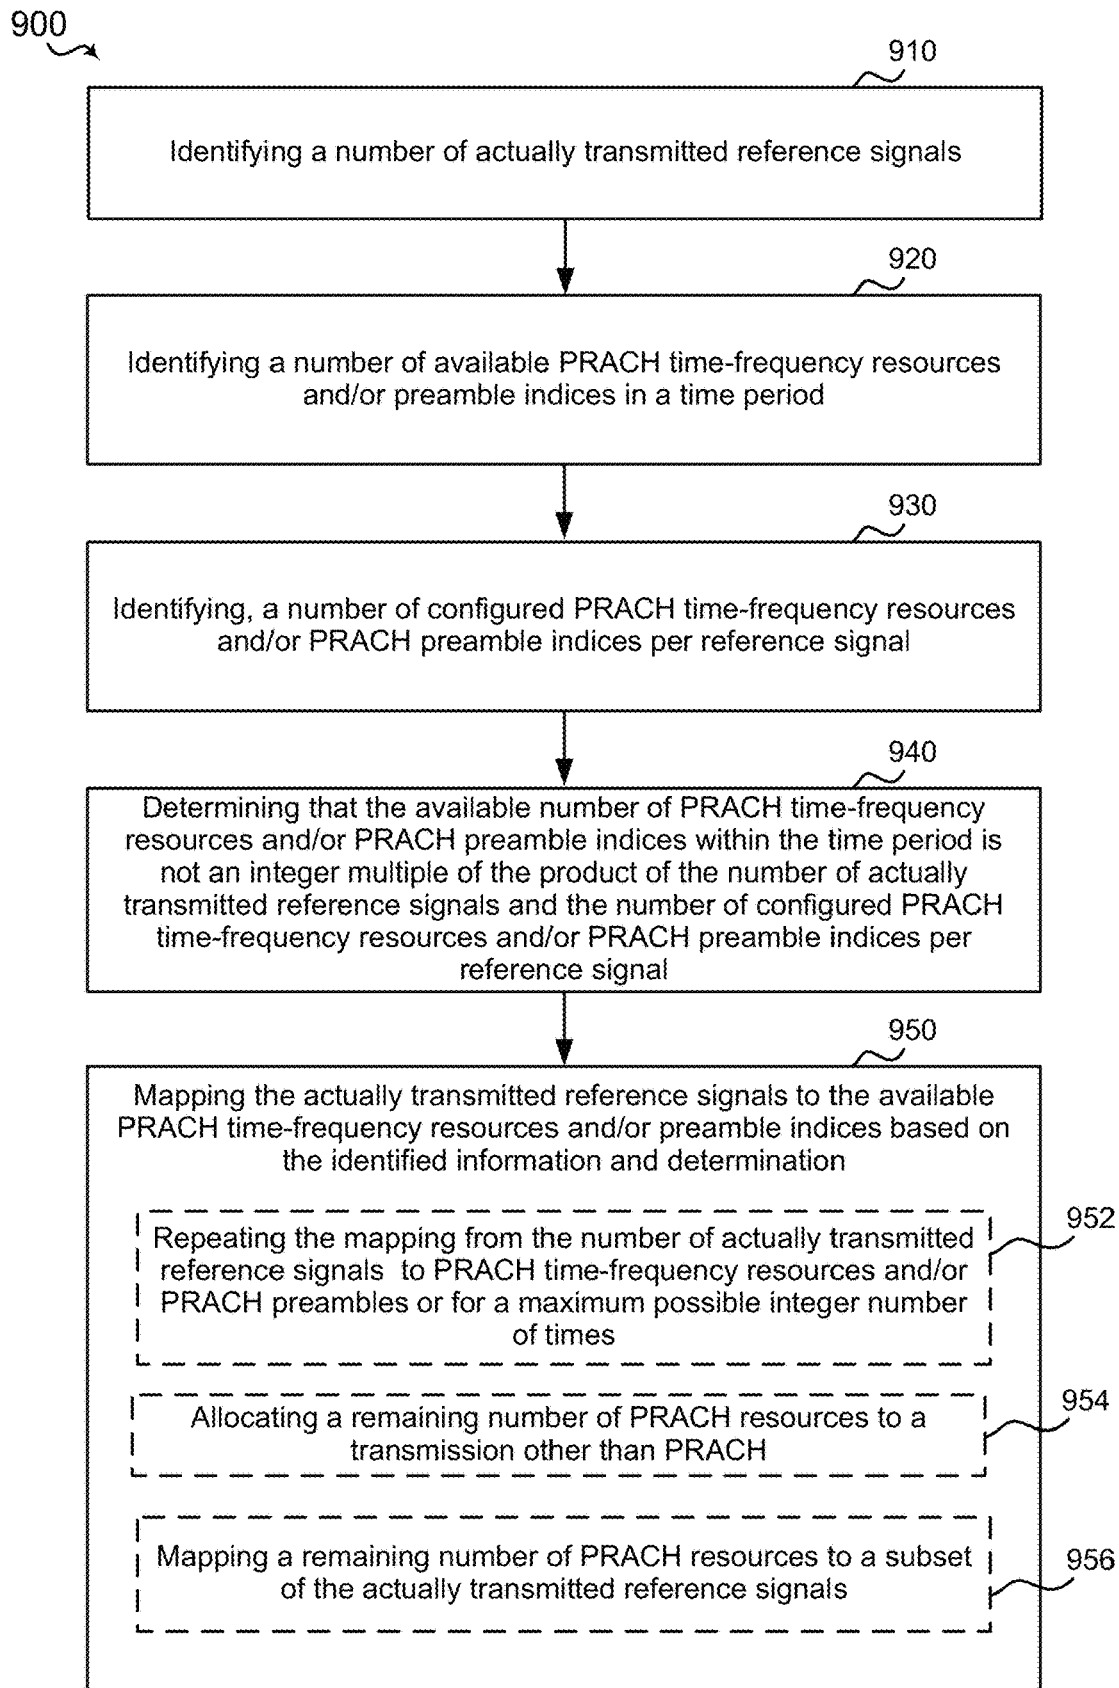 900
910
Identifying a number of actually transmitted reference signals
920
Identifying a number of available PRACH time-frequency resources
and/or preamble indices in a time period
930
Identifying, a number of configured PRACH time-frequency resources
and/or PRACH preamble indices per reference signal
940
Determining that the available number of PRACH time-frequency
resources and/or PRACH preamble indices within the time period is
not an integer multiple of the product of the number of actually
transmitted reference signals and the number of configured PRACH
time-frequency resources and/or PRACH preamble indices per
reference signal
950
Mapping the actually transmitted reference signals to the available
PRACH time-frequency resources and/or preamble indices based on
the identified information and determination
952
Repeating the mapping from the number of actually transmitted
reference signals to PRACH time-frequency resources and/or
PRACH preambles or for a maximum possible integer number
of times
954
Allocating a remaining number of PRACH resources to a
transmission other than PRACH
956
Mapping a remaining number of PRACH resources to a subset
of the actually transmitted reference signals